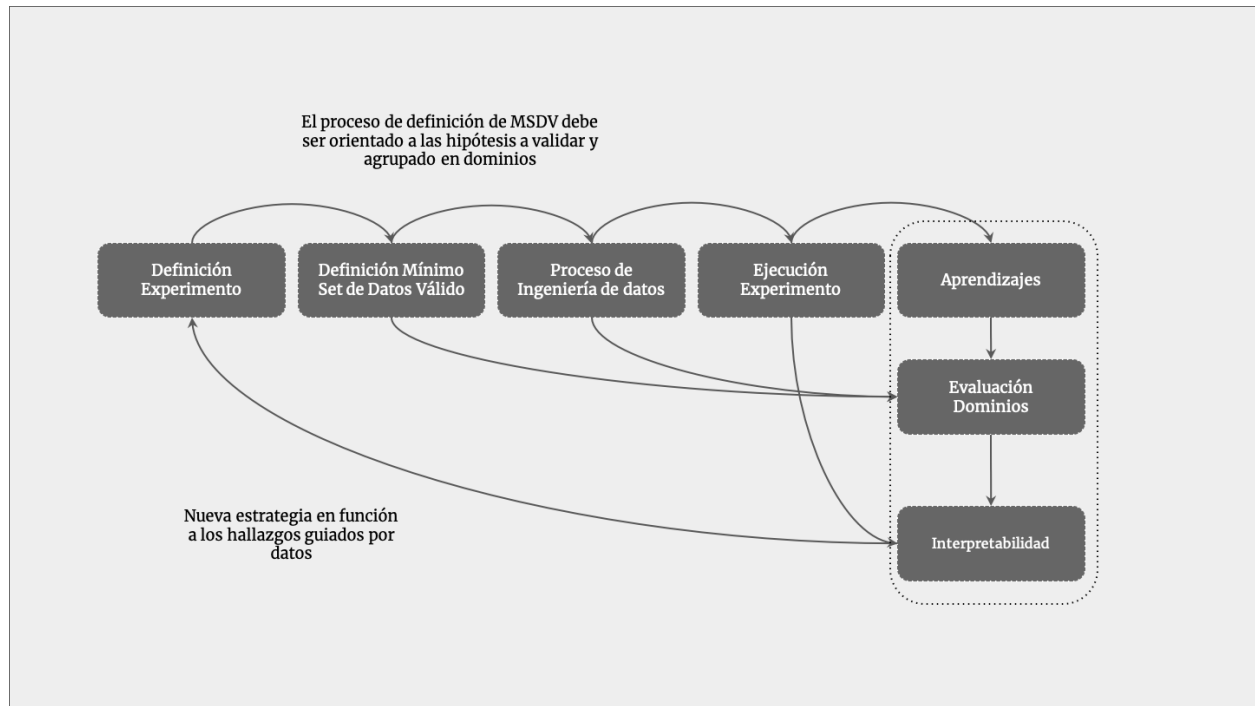 El proceso de definición de MSDV debe
ser orientado a las hipótesis a validar y
agrupado en dominios
Definición
Experimento
Definición Mínimo
Set de Datos Válido
Proceso de
Ingeniería de datos
Ejecución
Experimento
Aprendizajes
Evaluación
Dominios
Nueva estrategia en función
a los hallazgos guiados por
datos
Interpretabilidad